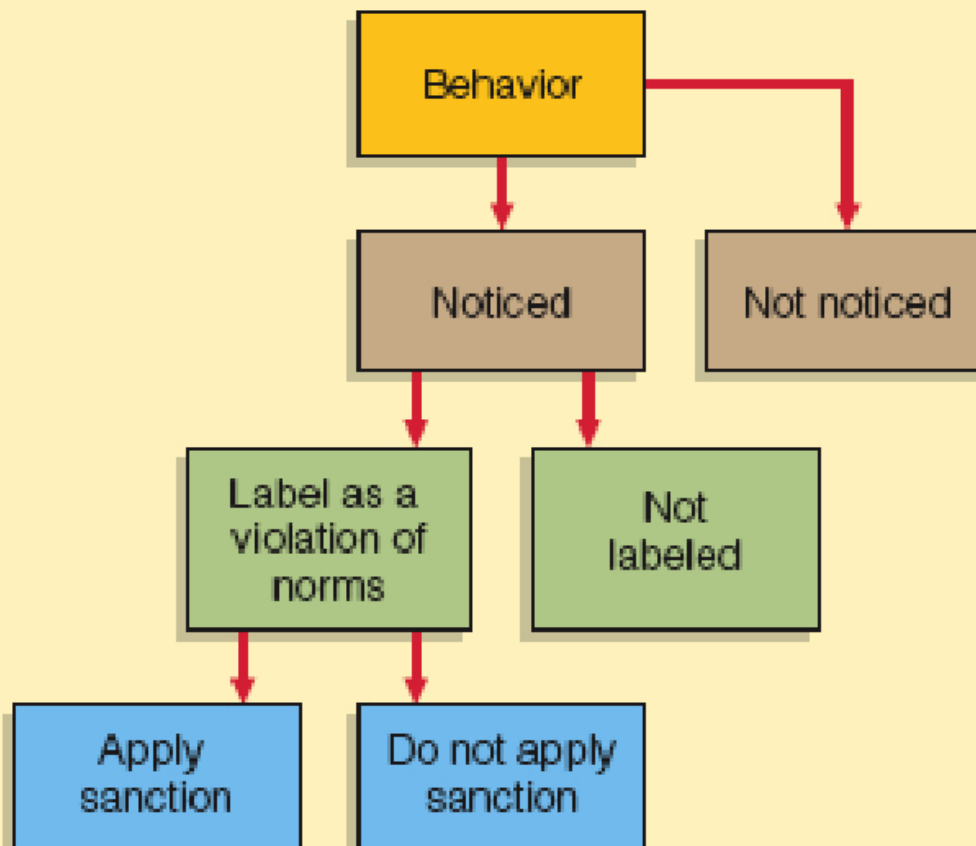 Behavior
Noticed
Not noticed
Label as a
violation of
norms
Not
labeled
Apply
sanction
Do not apply
sanction